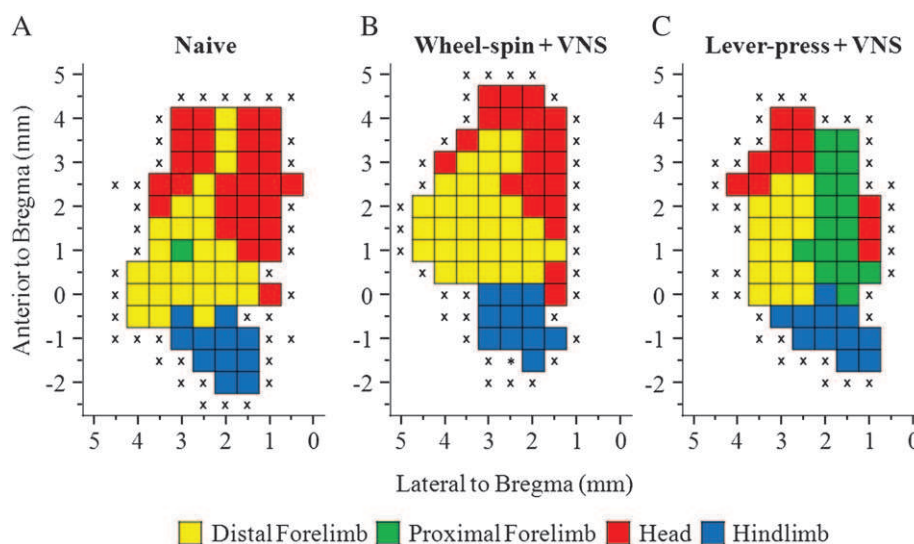 A
Naive
B
Wheel-spin + VNS
C
Lever-press + VNS
Anterior to Bregma (mm)
5
4
3
2
1
0
-1
-2
5 4 3 2 1 0
5
4
3
2
1
0
-1
-2
5 4 3 2 1 0
5
4
3
2
1
0
-1
-2
5 4 3 2 1 0
Lateral to Bregma (mm)
Distal Forelimb Proximal Forelimb Head Hindlimb